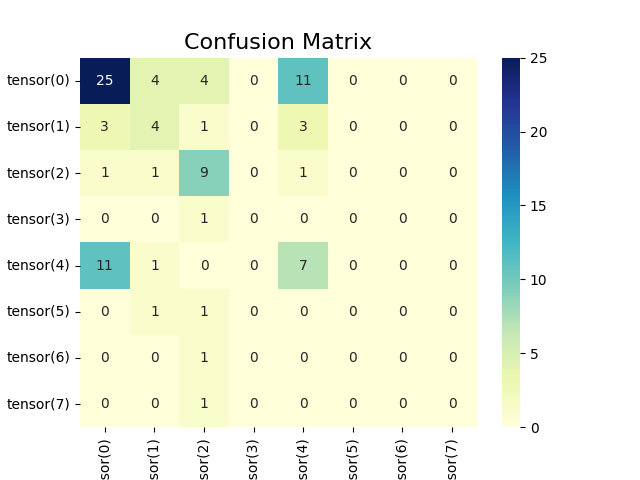 Confusion Matrix
tensor(0) 25 4 4 0 11 0 0 0
tensor(1) 3 4 1 0 3 0 0 0
tensor(2) 1 1 9 0 1 0 0 0
tensor(3) 0 0 1 0 0 0 0 0
tensor(4) 11 1 0 0 7 0 0 0
tensor(5) 0 1 1 0 0 0 0 0
tensor(6) 0 0 1 0 0 0 0 0
tensor(7) 0 0 1 0 0 0 0 0
sor(0) sor(1) sor(2) sor(3) sor(4) sor(5) sor(6) sor(7)
25
20
15
10
5
0